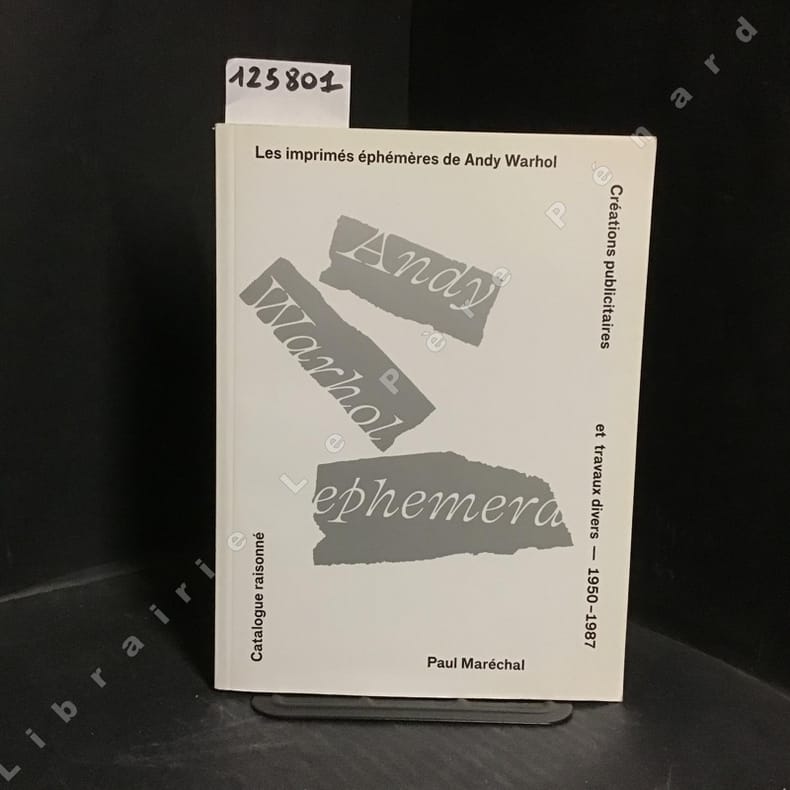 125801
Les imprimés éphémères de Andy Warhol
Créations publicitaires
et travaux divers — 1950-1987
Andy
Warhol
ephemera
Catalogue raisonné
Paul Maréchal
Librairie Le Père Pénard